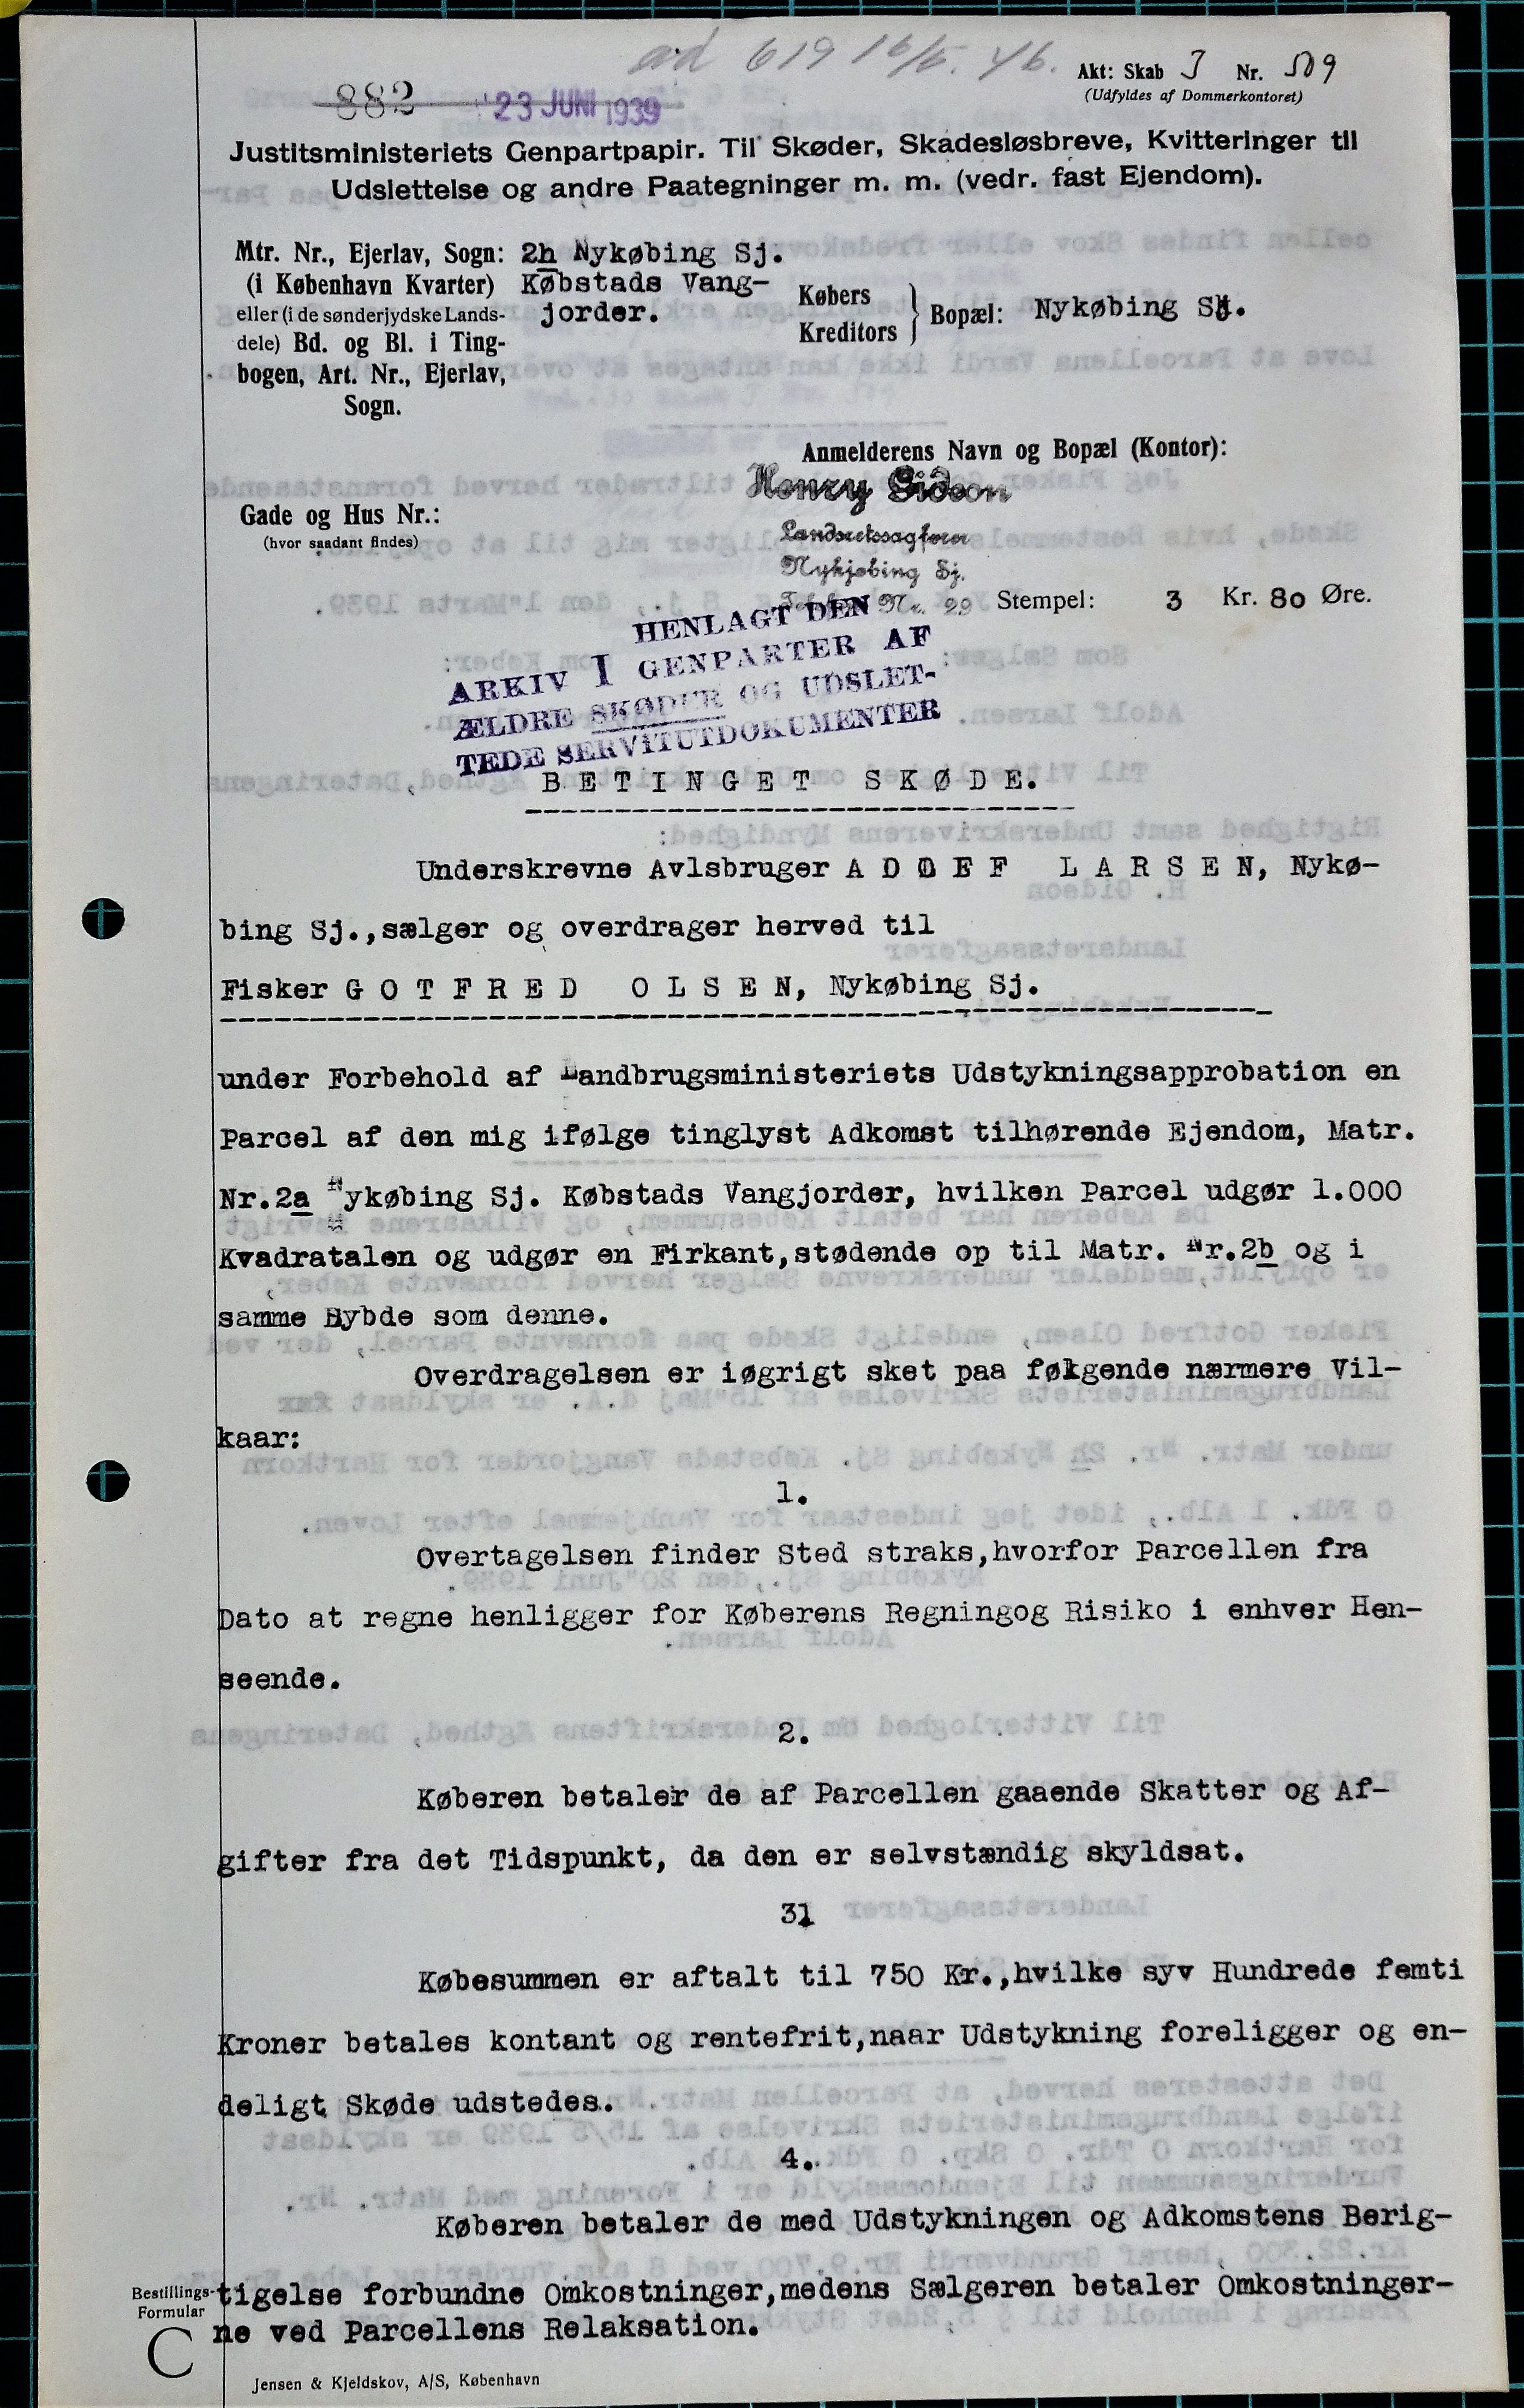 ad 619 16/5. 46.
Akt: Skab J Nr. 509
(Udfyldes af Dommerkontoret)
882 23 JUNI 1939
Justitsministeriets Genpartpapir. Til Skøder, Skadesløsbreve, Kvitteringer til
Udslettelse og andre Paategninger m. m. (vedr. fast Ejendom).
Mtr. Nr., Ejerlav, Sogn: 2h Nykøbing Sj.
(i København Kvarter) Købstads Vang-
eller (i de sønderjydske Lands- jorder.
dele) Bd. og Bl. i Ting-
bogen, Art. Nr., Ejerlav,
Sogn.
Købers
Kreditors } Bopæl: Nykøbing Sj.
Anmelderens Navn og Bopæl (Kontor):
Henry Gideon
Landsretssagfører
Nykjøbing Sj.
Nr. 29
Gade og Hus Nr.:
(hvor saadant findes)
Stempel: 3 Kr. 80 Øre.
HENLAGT DEN
ARKIV I GENPARTER AF
ÆLDRE SKØDER OG UDSLET-
TEDE SERVITUTDOKUMENTER
BETINGET SKØDE.
Underskrevne Avlsbruger ADOLF LARSEN, Nykø-
bing Sj., sælger og overdrager herved til
Fisker GOTFRED OLSEN, Nykøbing Sj.
under Forbehold af Landbrugsministeriets Udstykningsapprobation en
Parcel af den mig ifølge tinglyst Adkomst tilhørende Ejendom, Matr.
Nr.2a Nykøbing Sj. Købstads Vangjorder, hvilken Parcel udgør 1.000
Kvadratalen og udgør en Firkant, stødende op til Matr. Nr.2b og i
samme Dybde som denne.
Overdragelsen er iøgrigt sket paa følgende nærmere Vil-
kaar:
1.
Overtagelsen finder Sted straks, hvorfor Parcellen fra
Dato at regne henligger for Køberens Regningog Risiko i enhver Hen-
seende.
2.
Køberen betaler de af Parcellen gaaende Skatter og Af-
gifter fra det Tidspunkt, da den er selvstændig skyldsat.
31
Købesummen er aftalt til 750 Kr., hvilke syv Hundrede femti
Kroner betales kontant og rentefrit, naar Udstykning foreligger og en-
deligt Skøde udstedes.
4.
Køberen betaler de med Udstykningen og Adkomstens Berig-
tigelse forbundne Omkostninger, medens Sælgeren betaler Omkostninger-
ne ved Parcellens Relaksation.
Bestillings-
Formular
C
Jensen & Kjeldskov, A/S, København